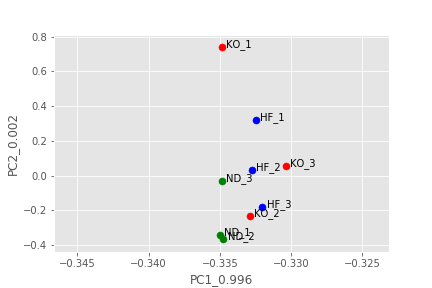 0.8
0.6
0.4
0.2
0.0
−0.2
−0.4
PC2_0.002
KO_1
HF_1
KO_3
HF_2
ND_3
HF_3
KO_2
ND_1
ND_2
−0.345
−0.340
−0.335
−0.330
−0.325
PC1_0.996